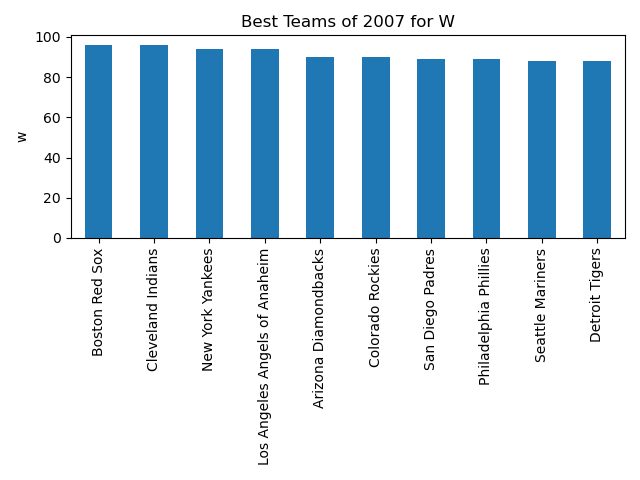 Best Teams of 2007 for W
100
80
60
40
20
0
w
Boston Red Sox
Cleveland Indians
New York Yankees
Los Angeles Angels of Anaheim
Arizona Diamondbacks
Colorado Rockies
San Diego Padres
Philadelphia Phillies
Seattle Mariners
Detroit Tigers